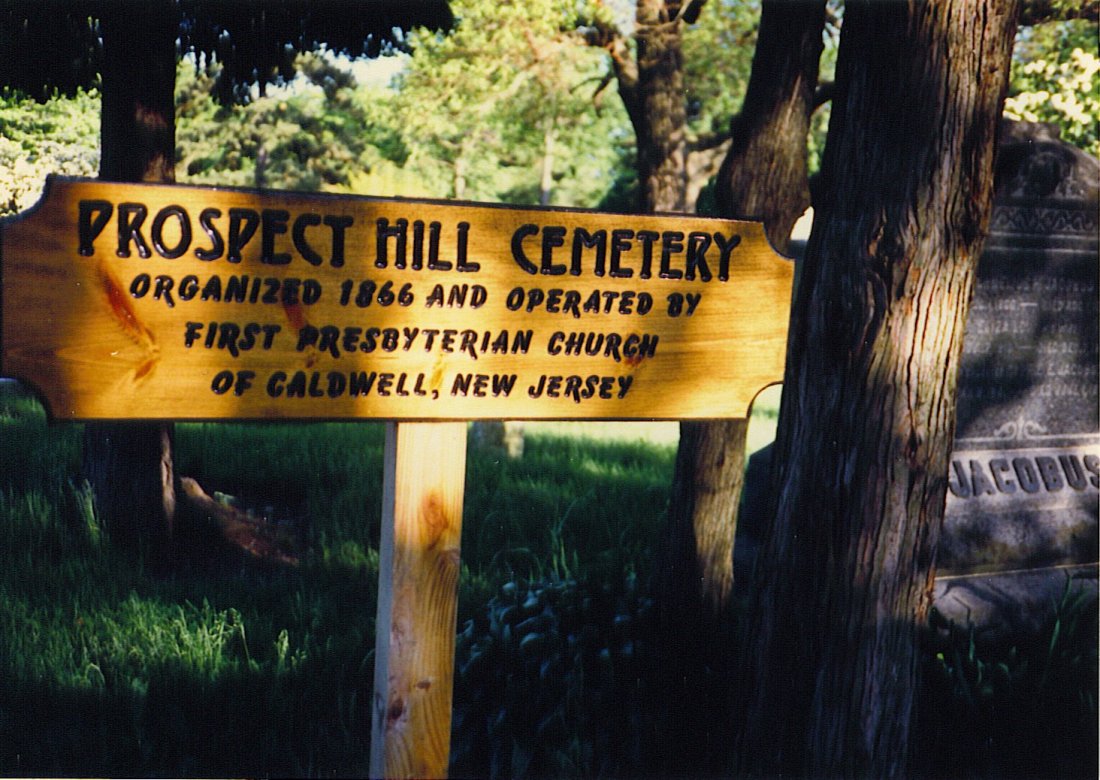 PROSPECT HILL CEMETERY
ORGANIZED 1866 AND OPERATED BY
FIRST PRESBYTERIAN CHURCH
OF CALDWELL, NEW JERSEY
JACOBUS